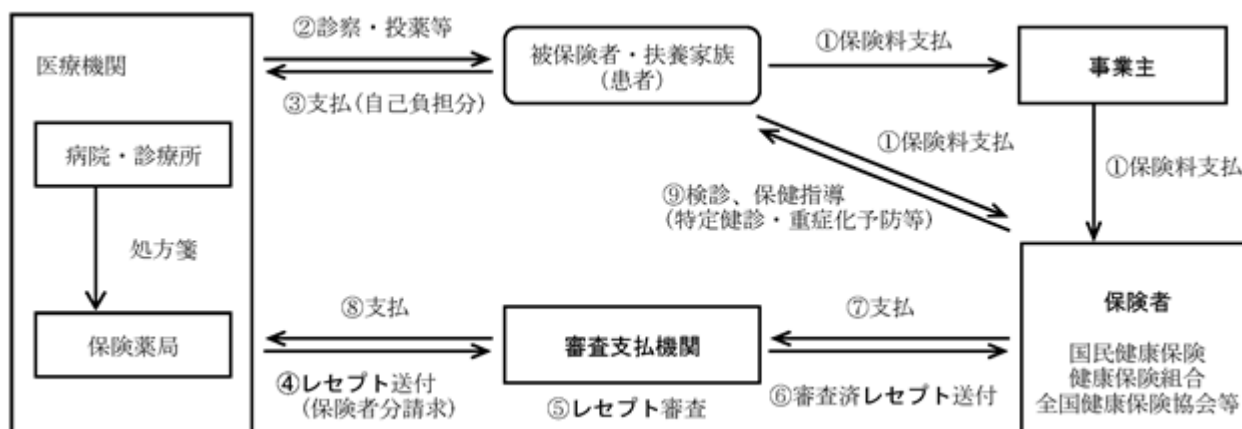 医療機関
病院・診療所
処方箋
保険薬局
②診察・投薬等
③支払(自己負担分)
被保険者・扶養家族
(患者)
①保険料支払
事業主
①保険料支払
①保険料支払
⑨検診、保健指導
(特定健診・重症化予防等)
⑧支払
④レセプト送付
(保険者分請求)
審査支払機関
⑤レセプト審査
⑦支払
⑥審査済レセプト送付
保険者
国民健康保険
健康保険組合
全国健康保険協会等